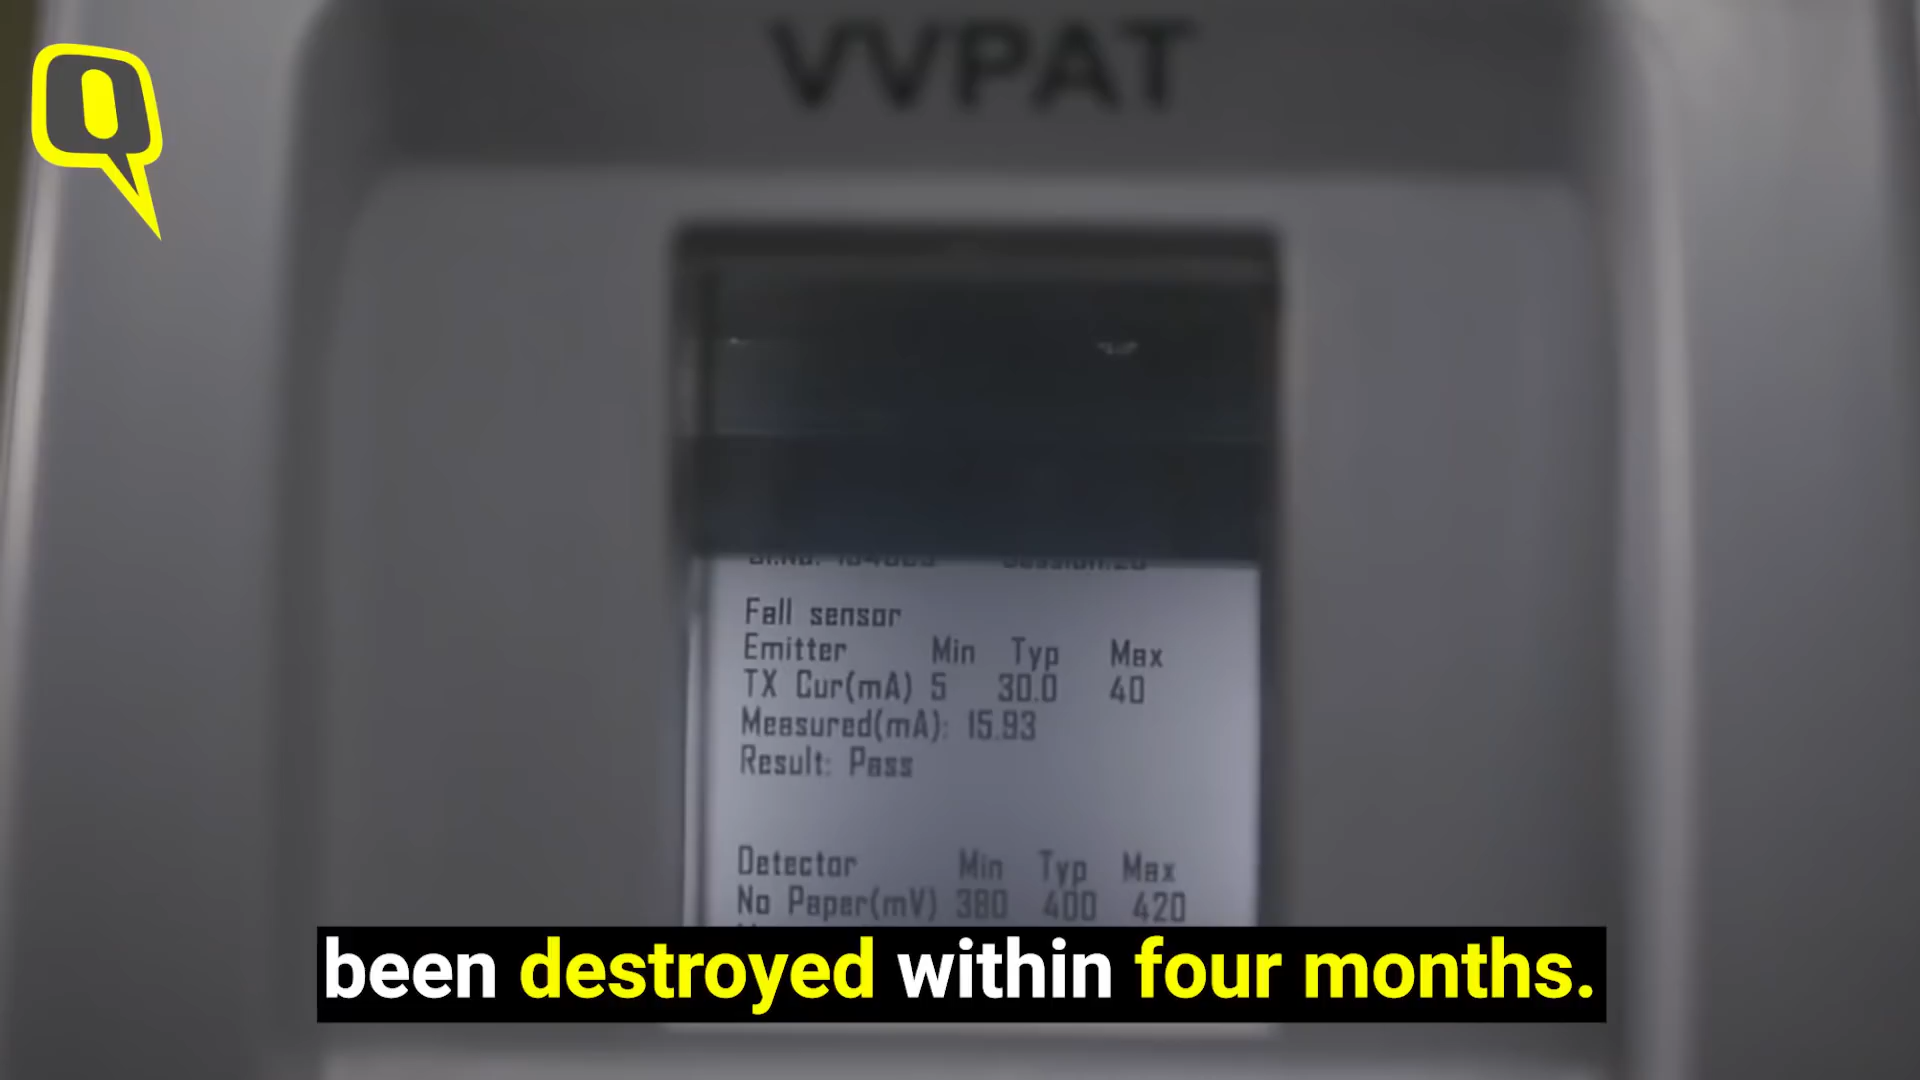 VVPAT
Fall sensor
Emitter Min Typ Max
TX Cur(mA) 5 30.0 40
Measured(mA): 15.93
Result: Pass
Detector Min Typ Max
No Paper(mV) 380 400 420
been destroyed within four months.